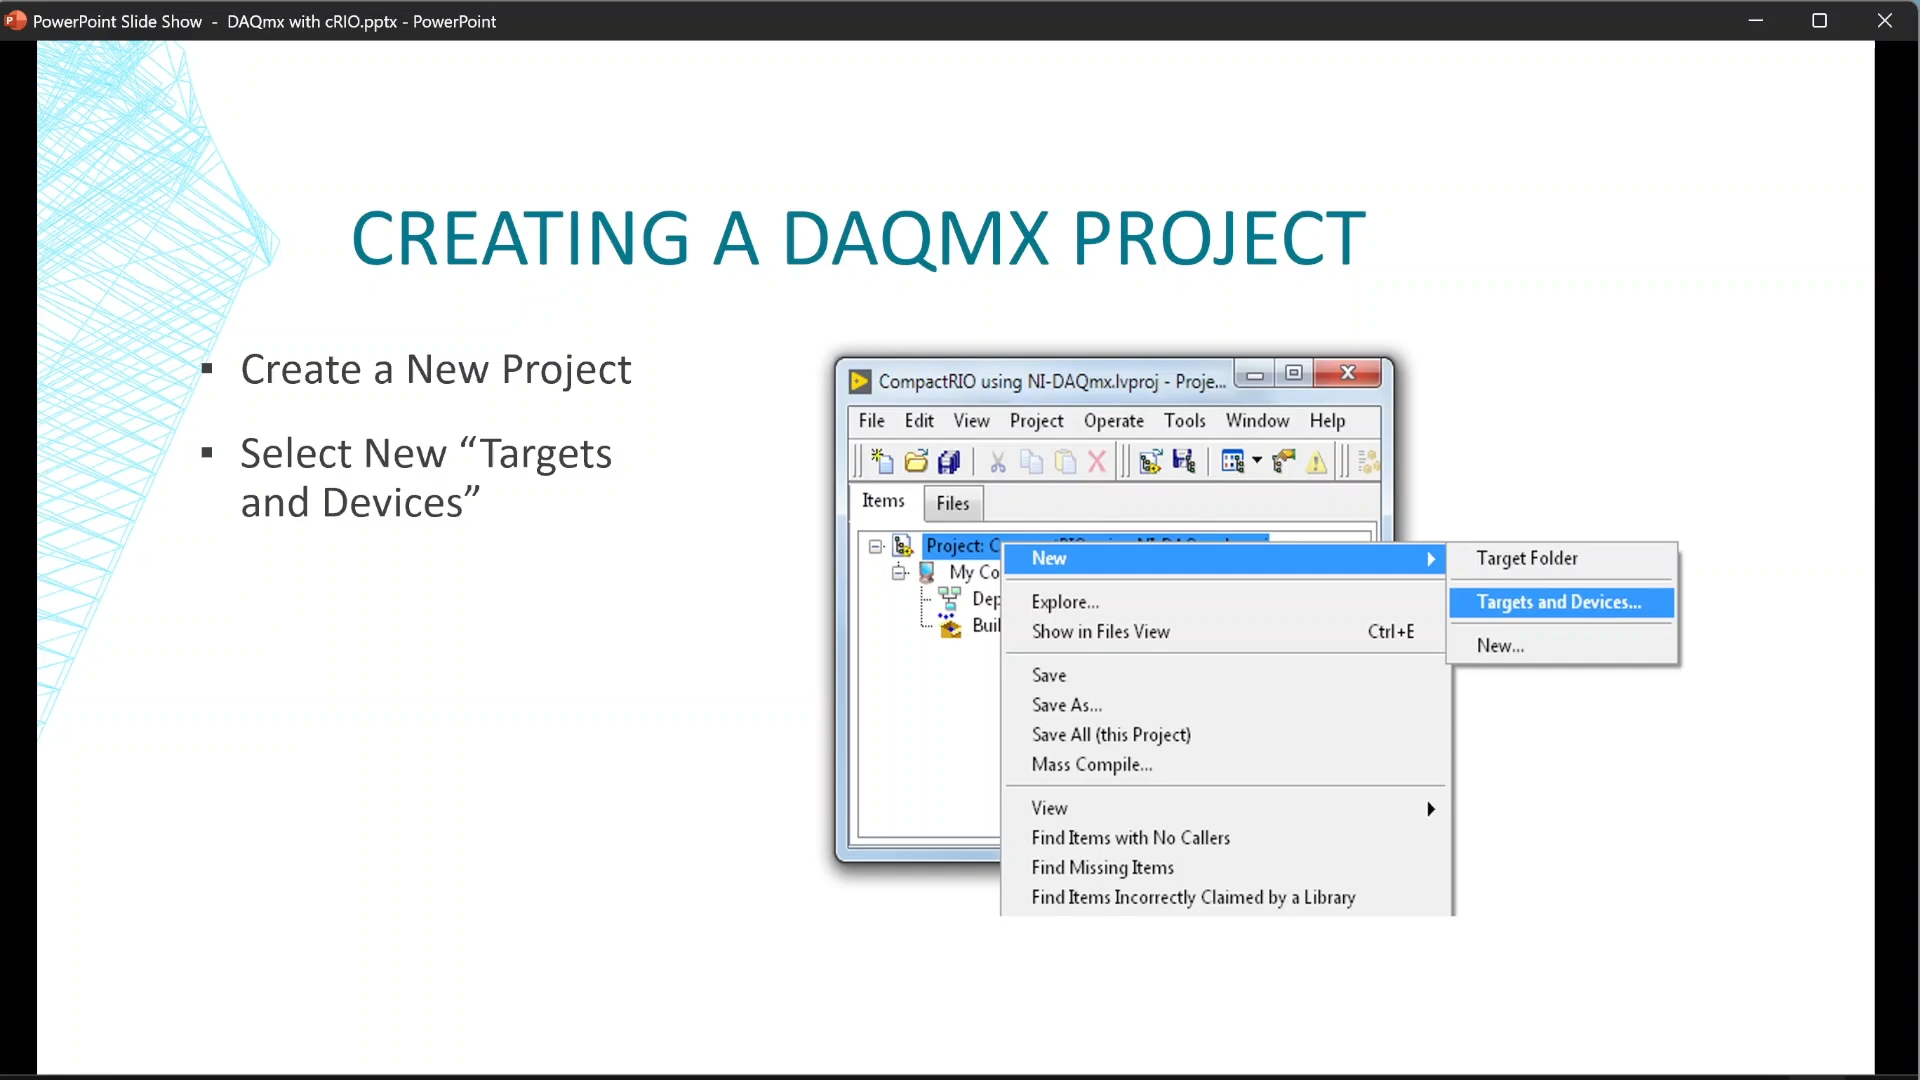 PowerPoint Slide Show - DAQmx with cRIO.pptx - PowerPoint
CREATING A DAQMX PROJECT
▪ Create a New Project
▪ Select New “Targets
and Devices”
CompactRIO using NI-DAQmx.lvproj - Proje...
File Edit View Project Operate Tools Window Help
Items Files
Project:
My
New
Explore...
Show in Files View Ctrl+E
Save
Save As...
Save All (this Project)
Mass Compile...
View
Find Items with No Callers
Find Missing Items
Find Items Incorrectly Claimed by a Library
Target Folder
Targets and Devices...
New...